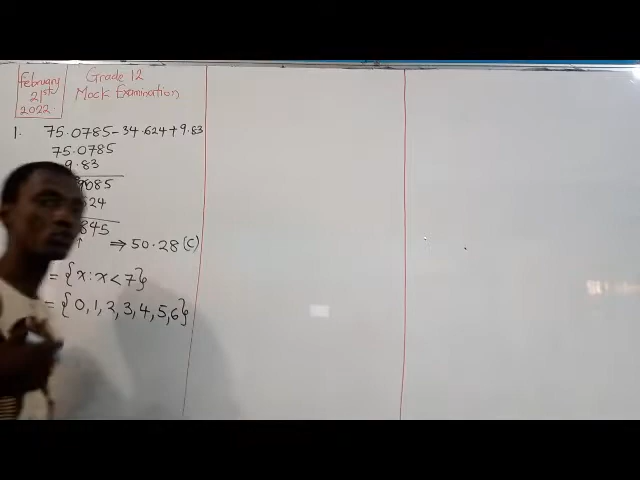 February
21st
2022.
Grade 12
Mock Examination
1. 75.0785-34.624+9.83
75.0785
9.83
9085
624
845
↑ ⇒50.28(C)
= {x:x<7}
= {0,1,2,3,4,5,6}